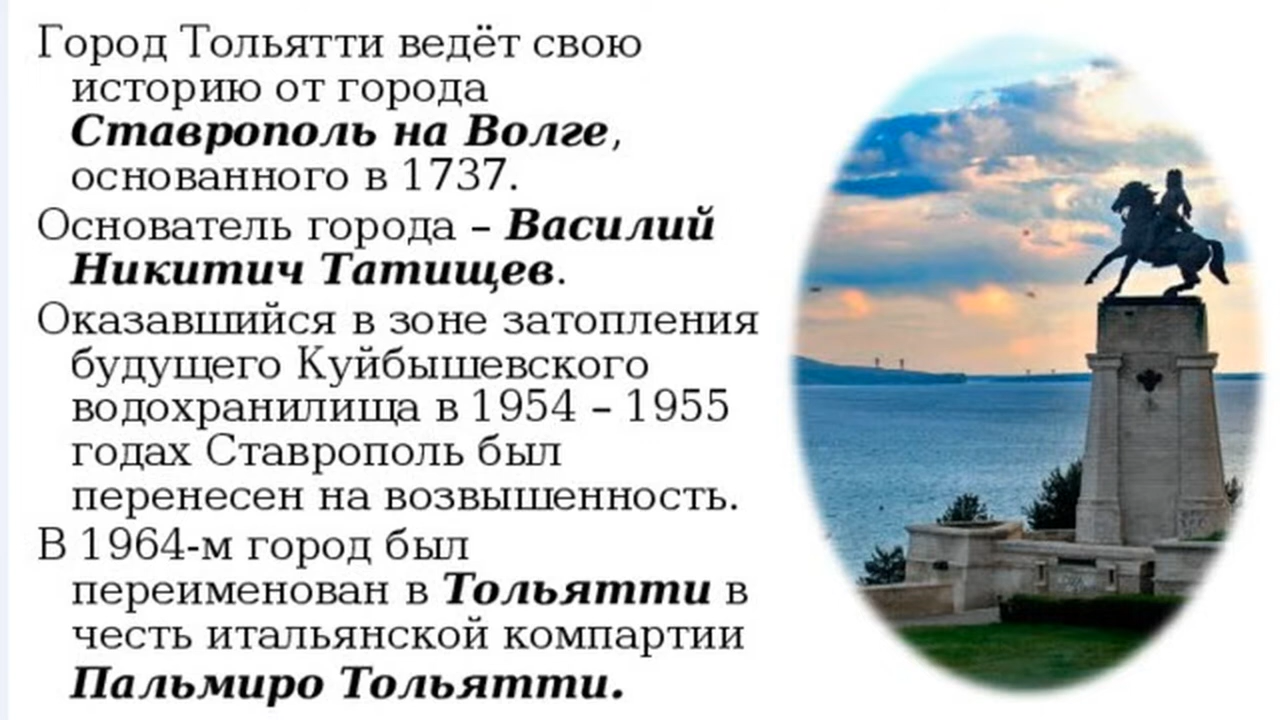 Город Тольятти ведёт свою
историю от города
Ставрополь на Волге,
основанного в 1737.
Основатель города – Василий
Никитич Татищев.
Оказавшийся в зоне затопления
будущего Куйбышевского
водохранилища в 1954 – 1955
годах Ставрополь был
перенесен на возвышенность.
В 1964-м город был
переименован в Тольятти в
честь итальянской компартии
Пальмиро Тольятти.